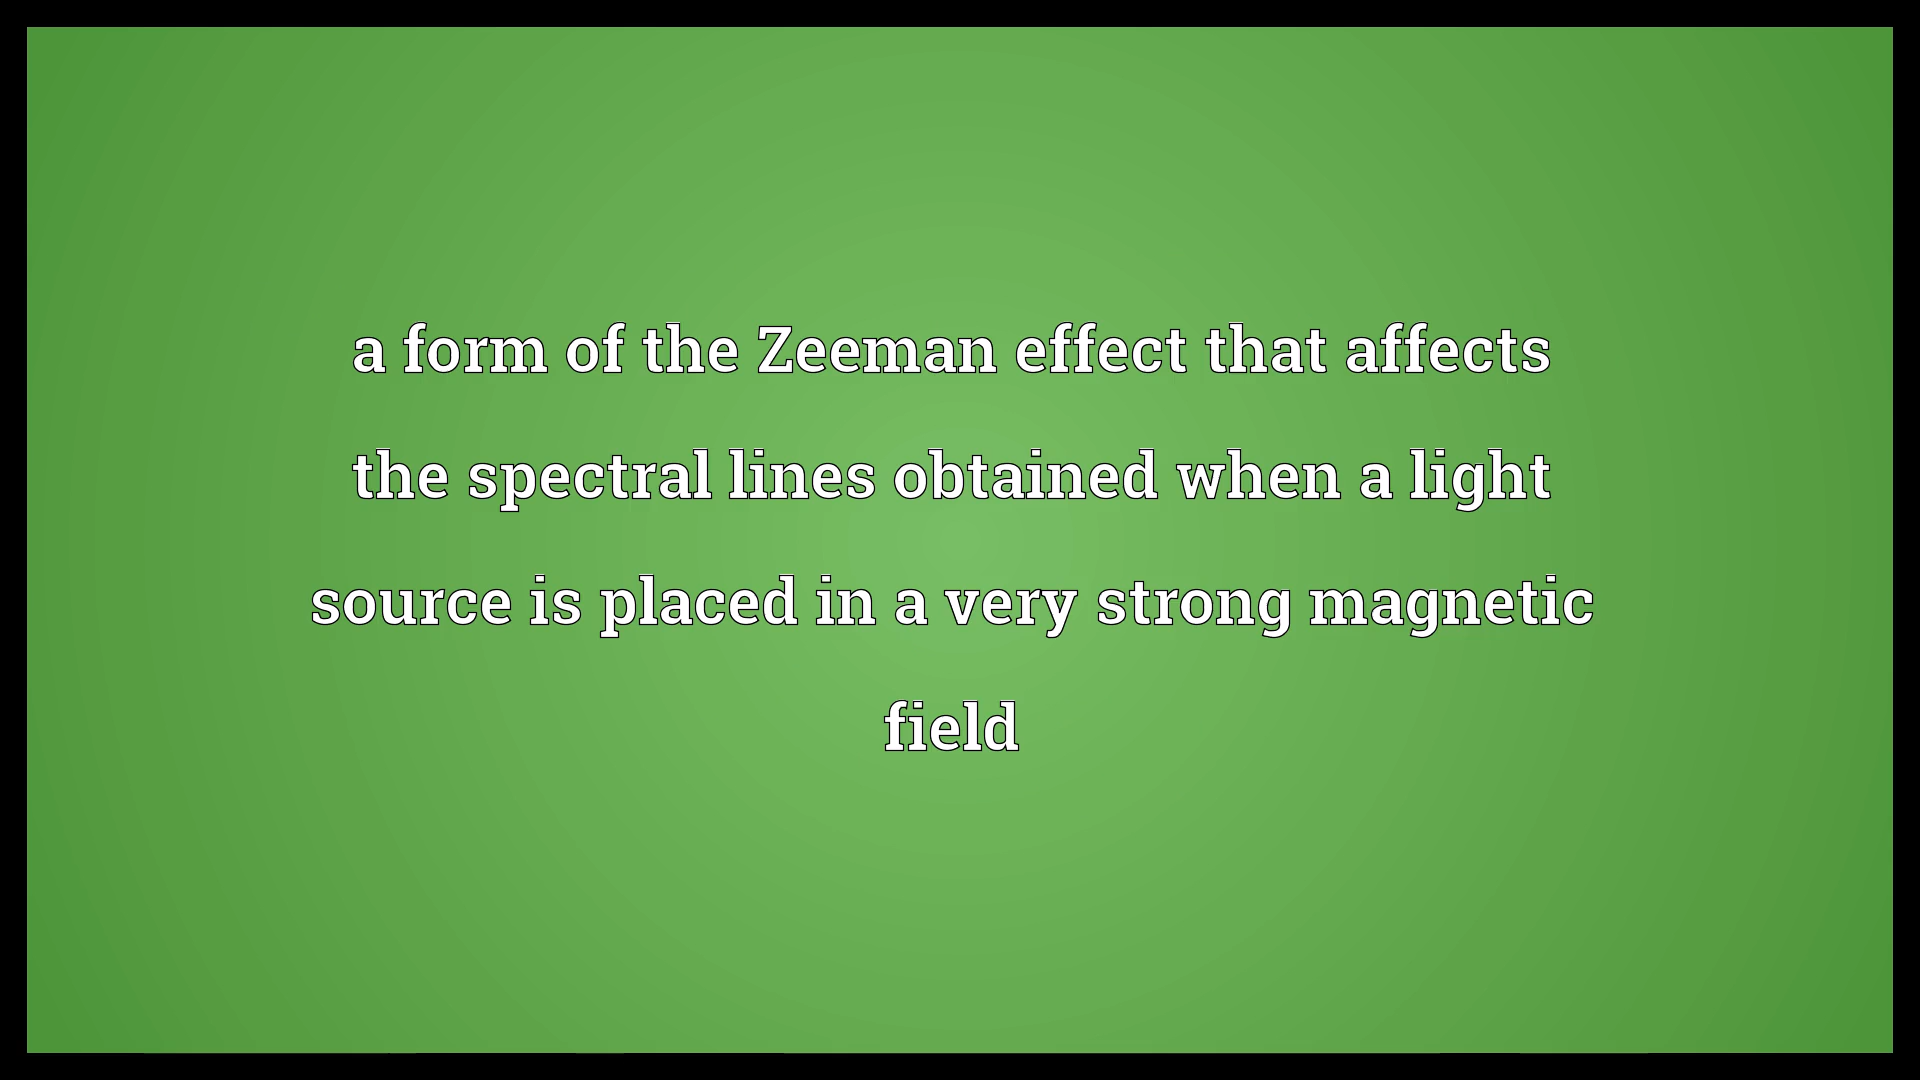 a form of the Zeeman effect that affects
the spectral lines obtained when a light
source is placed in a very strong magnetic
field